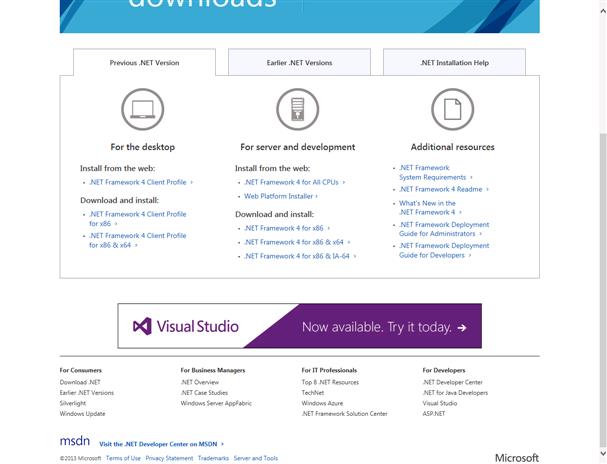 downloads
Previous .NET Version
Earlier .NET Versions
.NET Installation Help
For the desktop
Install from the web:
• .NET Framework 4 Client Profile ›
Download and install:
• .NET Framework 4 Client Profile
for x86 ›
• .NET Framework 4 Client Profile
for x86 & x64 ›
For server and development
Install from the web:
• .NET Framework 4 for All CPUs ›
• Web Platform Installer ›
Download and install:
• .NET Framework 4 for x86 ›
• .NET Framework 4 for x86 & x64 ›
• .NET Framework 4 for x86 & IA-64 ›
Additional resources
• .NET Framework
System Requirements ›
• .NET Framework 4 Readme ›
• What's New in the
.NET Framework 4 ›
• .NET Framework Deployment
Guide for Administrators ›
• .NET Framework Deployment
Guide for Developers ›
Visual Studio
Now available. Try it today. →
For Consumers
Download .NET
Earlier .NET Versions
Silverlight
Windows Update
For Business Managers
.NET Overview
.NET Case Studies
Windows Server AppFabric
For IT Professionals
Top 8 .NET Resources
TechNet
Windows Azure
.NET Framework Solution Center
For Developers
.NET Developer Center
.NET for Java Developers
Visual Studio
ASP.NET
msdn Visit the .NET Developer Center on MSDN ›
©2013 Microsoft Terms of Use Privacy Statement Trademarks Server and Tools
Microsoft